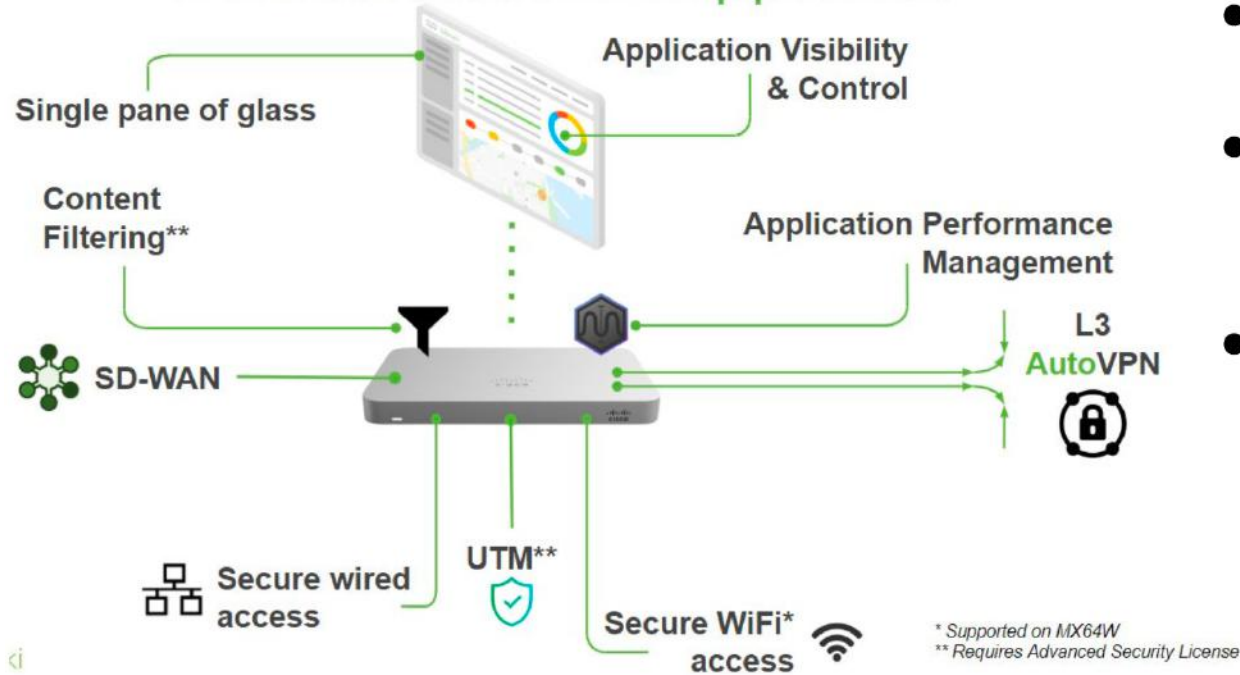 Application Visibility
& Control
Single pane of glass
Content
Filtering**
Application Performance
Management
L3
AutoVPN
SD-WAN
Secure wired
access
UTM**
Secure WiFi*
access
* Supported on MX64W
** Requires Advanced Security License